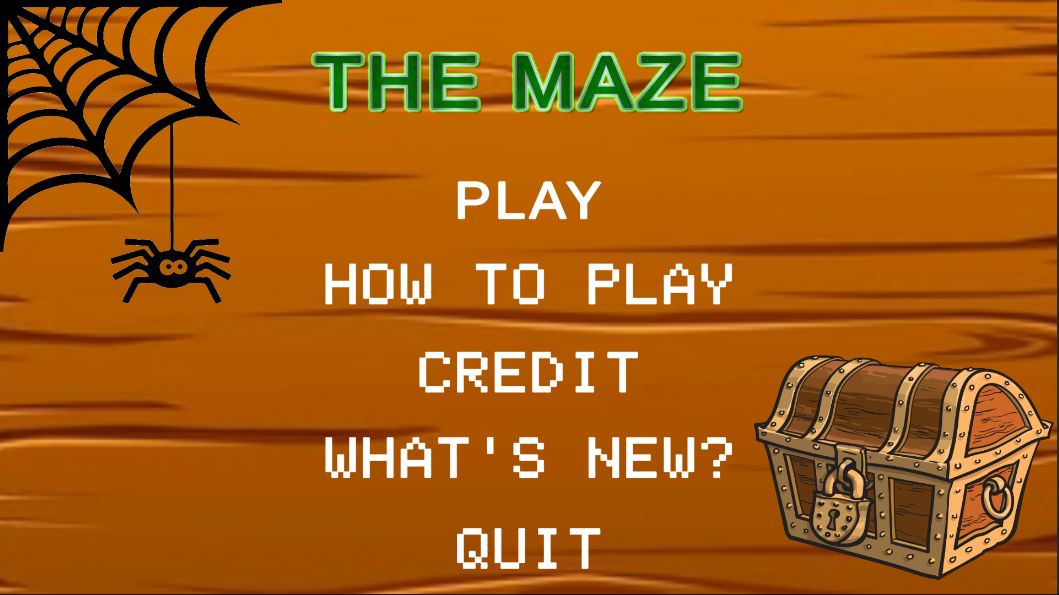 THE MAZE
PLAY
HOW TO PLAY
CREDIT
WHAT'S NEW?
QUIT